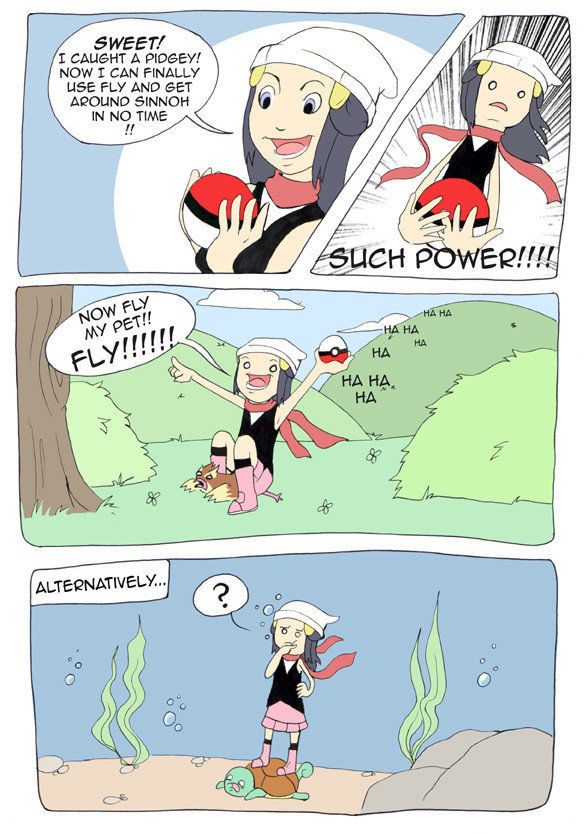 SWEET!
I CAUGHT A PIDGEY!
NOW I CAN FINALLY
USE FLY AND GET
AROUND SINNOH
IN NO TIME
!!
SUCH POWER!!!!
NOW FLY
MY PET!!
FLY!!!!!!
HA HA
HA HA
HA
HA
HA HA
HA
ALTERNATIVELY...
?